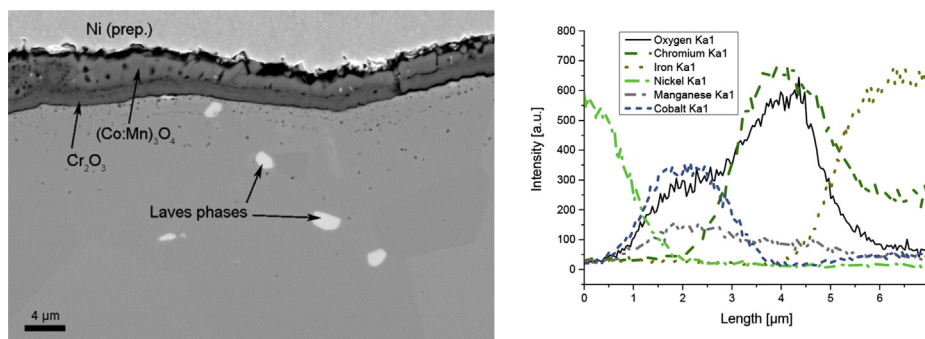 Ni (prep.)
(Co:Mn)₃O₄
Cr₂O₃
Laves phases
4 µm
Intensity [a.u.]
800
700
600
500
400
300
200
100
0
Oxygen Ka1
Chromium Ka1
Iron Ka1
Nickel Ka1
Manganese Ka1
Cobalt Ka1
0 1 2 3 4 5 6
Length [µm]